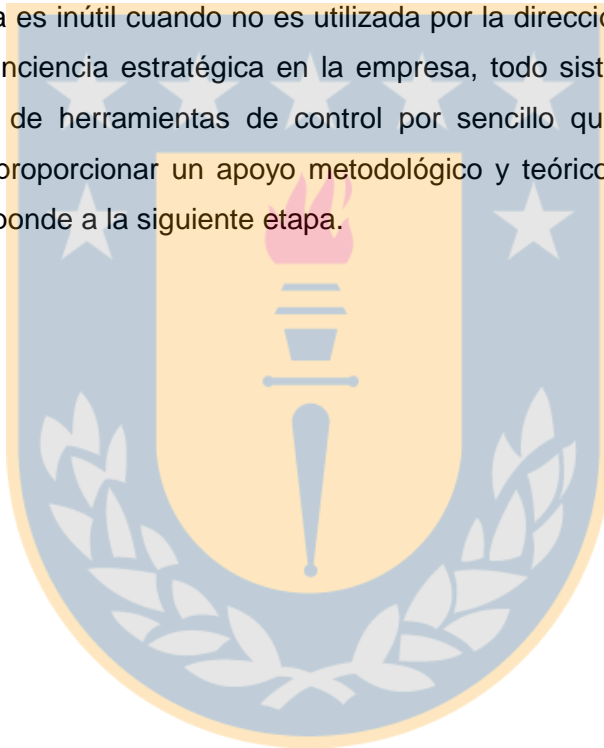 a es inútil cuando no es utilizada por la direcció
nciencia estratégica en la empresa, todo sist
de herramientas de control por sencillo qu
proporcionar un apoyo metodológico y teórico
ponde a la siguiente etapa.